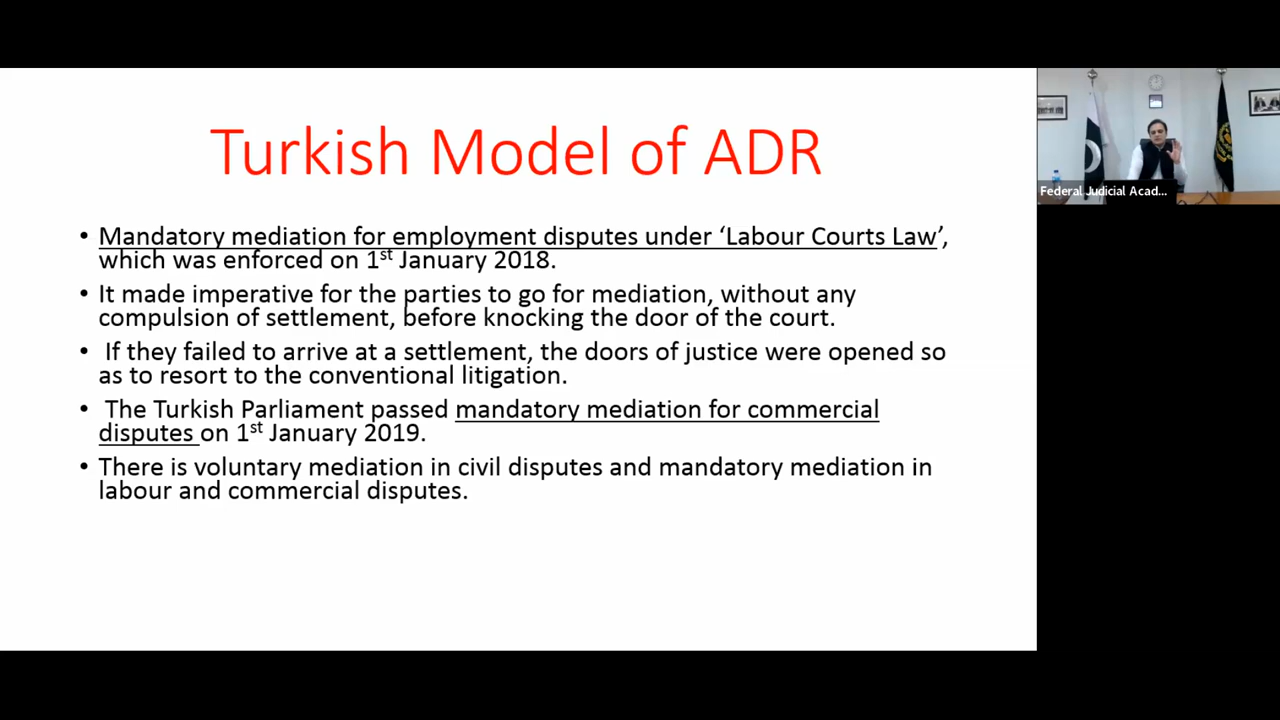 Turkish Model of ADR
• Mandatory mediation for employment disputes under ‘Labour Courts Law’,
which was enforced on 1st January 2018.
• It made imperative for the parties to go for mediation, without any
compulsion of settlement, before knocking the door of the court.
• If they failed to arrive at a settlement, the doors of justice were opened so
as to resort to the conventional litigation.
• The Turkish Parliament passed mandatory mediation for commercial
disputes on 1st January 2019.
• There is voluntary mediation in civil disputes and mandatory mediation in
labour and commercial disputes.
Federal Judicial Acad...